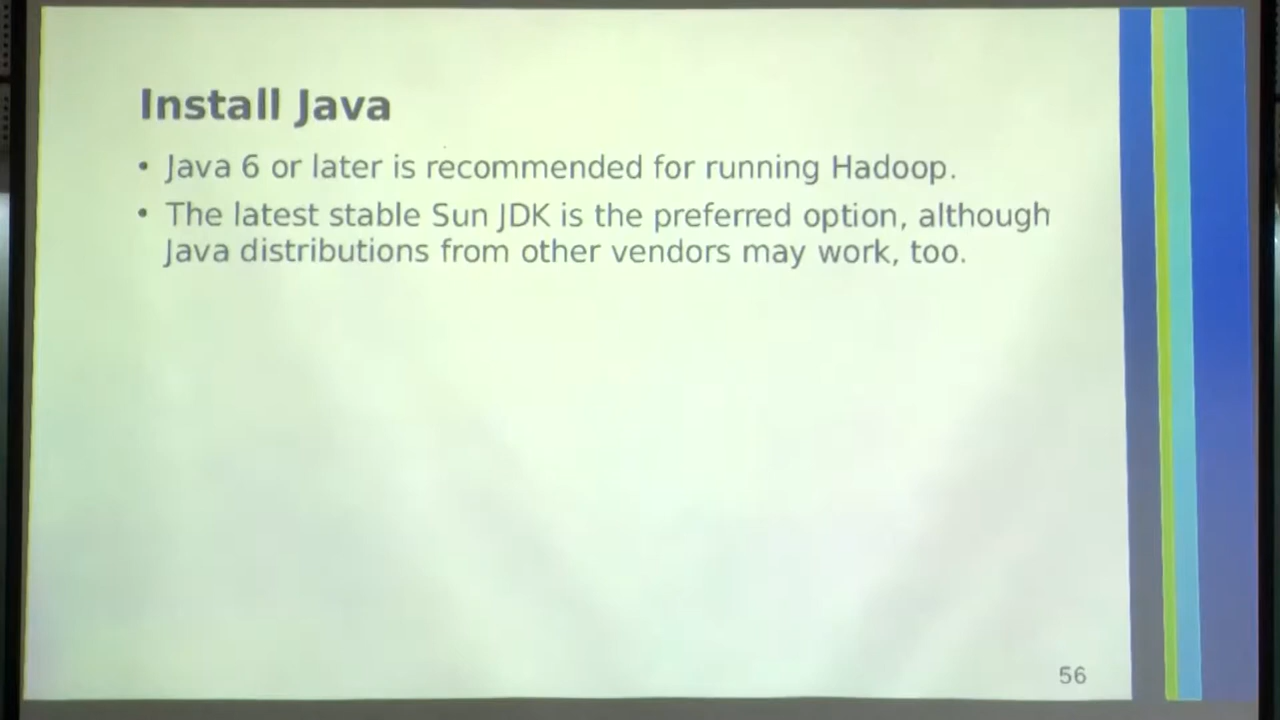 Install Java
• Java 6 or later is recommended for running Hadoop.
• The latest stable Sun JDK is the preferred option, although
Java distributions from other vendors may work, too.
56